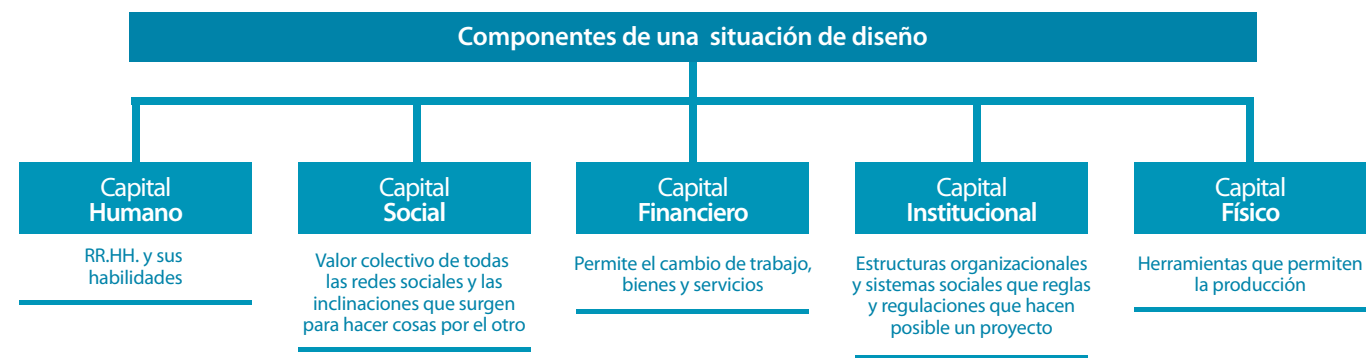 Componentes de una situación de diseño
Capital
Humano
RR.HH. y sus
habilidades
Capital
Social
Valor colectivo de todas
las redes sociales y las
inclinaciones que surgen
para hacer cosas por el otro
Capital
Financiero
Permite el cambio de trabajo,
bienes y servicios
Capital
Institucional
Estructuras organizacionales
y sistemas sociales que reglas
y regulaciones que hacen
posible un proyecto
Capital
Físico
Herramientas que permiten
la producción